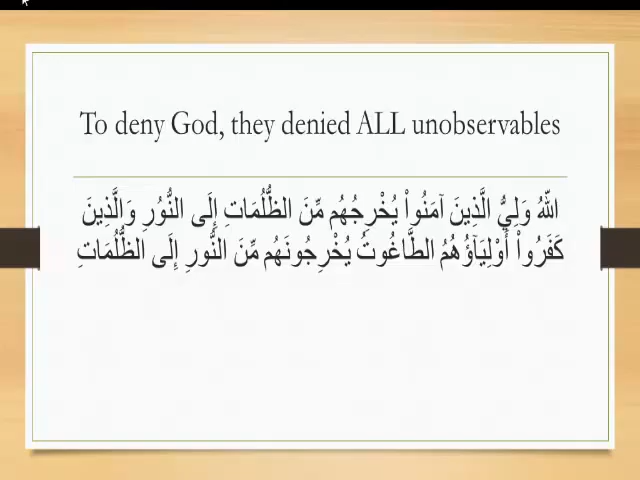 To deny God, they denied ALL unobservables
اللّهُ وَلِيُّ الَّذِينَ آمَنُواْ يُخْرِجُهُم مِّنَ الظُّلُمَاتِ إِلَى النُّوُرِ وَالَّذِينَ
كَفَرُواْ أَوْلِيَآؤُهُمُ الطَّاغُوتُ يُخْرِجُونَهُم مِّنَ النُّورِ إِلَى الظُّلُمَاتِ